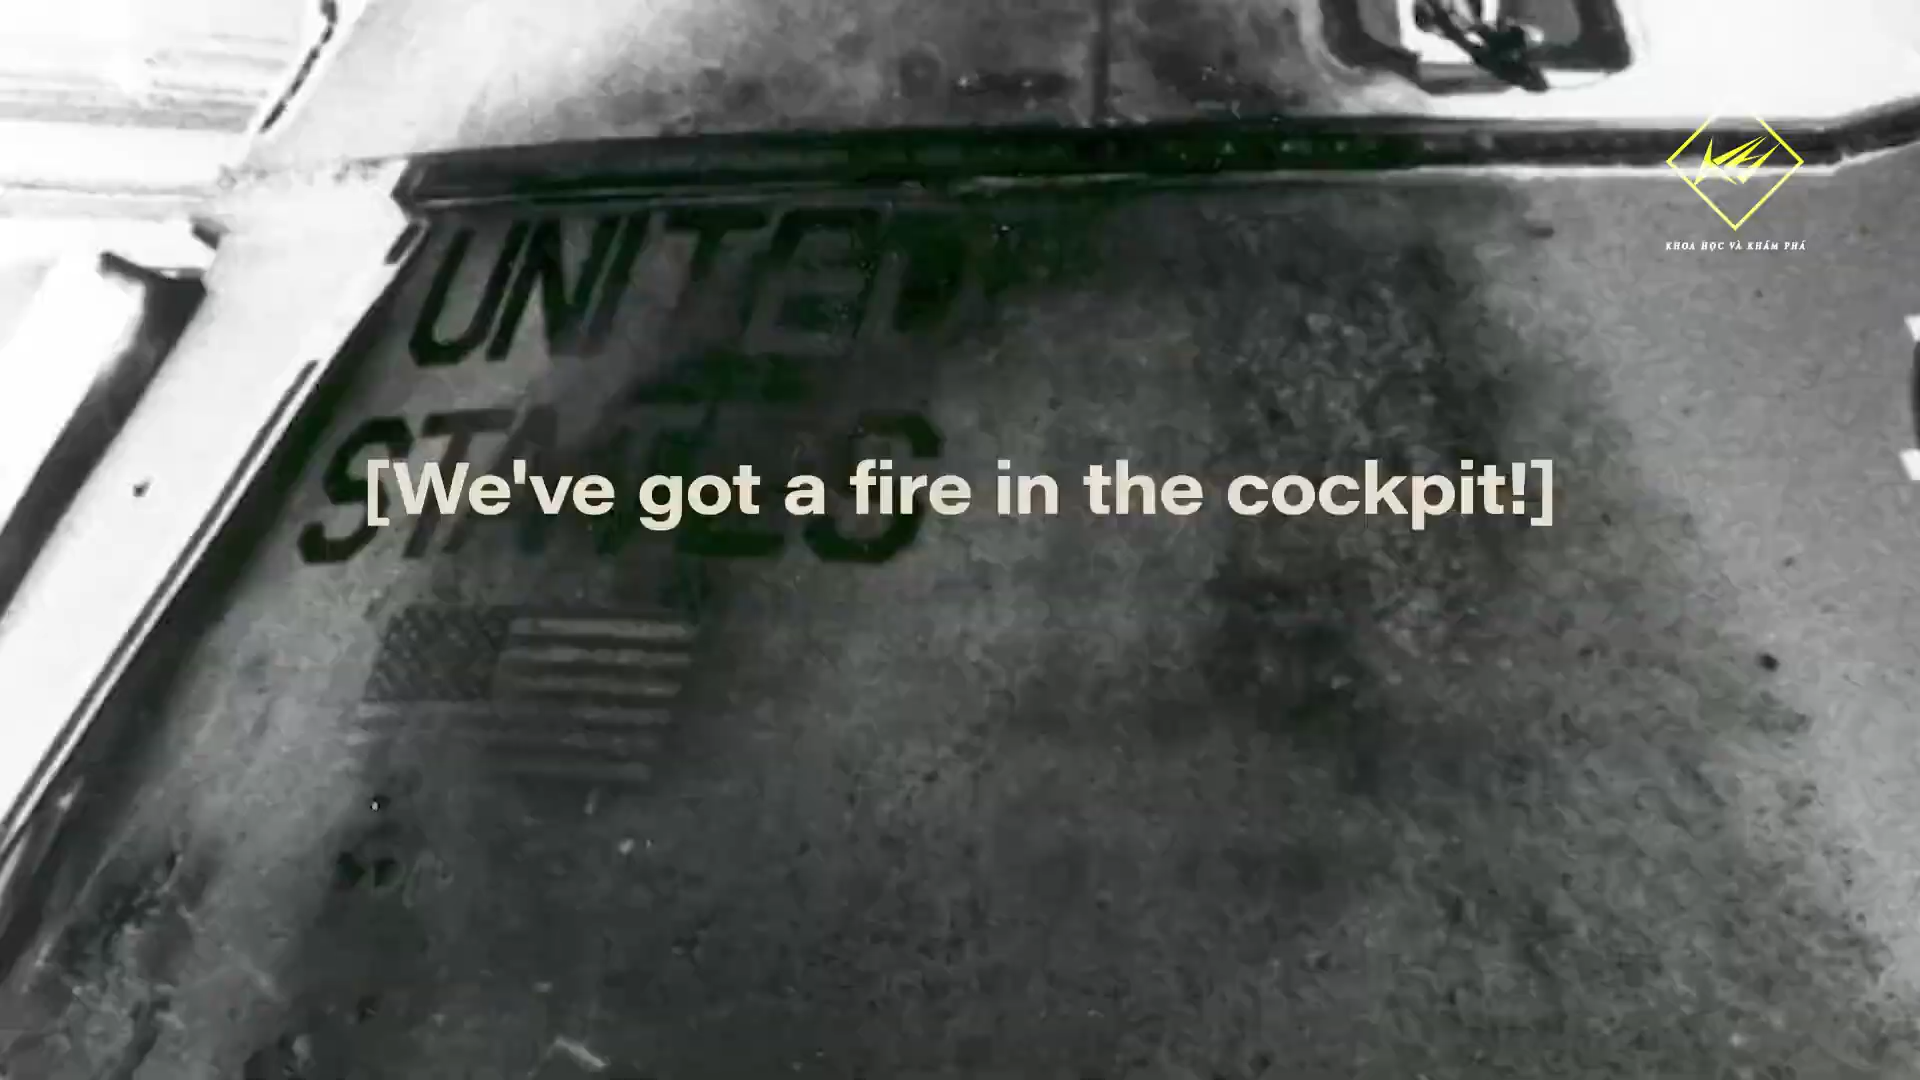 KHOA HỌC VÀ KHÁM PHÁ
UNITED
STATES
[We've got a fire in the cockpit!]